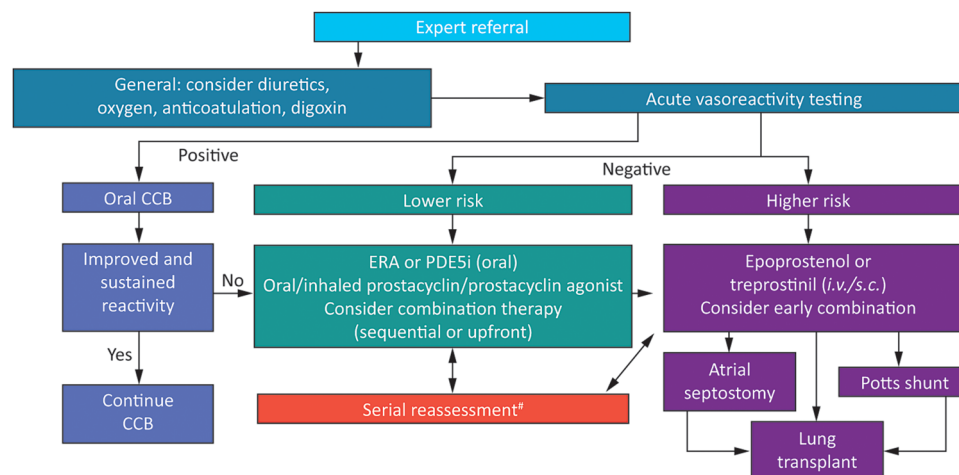 Expert referral
General: consider diuretics,
oxygen, anticoatulation, digoxin
Acute vasoreactivity testing
Positive
Negative
Oral CCB
Lower risk
Higher risk
Improved and
sustained
reactivity
No
ERA or PDE5i (oral)
Oral/inhaled prostacyclin/prostacyclin agonist
Consider combination therapy
(sequential or upfront)
Epoprostenol or
treprostinil (i.v./s.c.)
Consider early combination
Yes
Continue
CCB
Serial reassessment#
Atrial
septostomy
Potts shunt
Lung
transplant